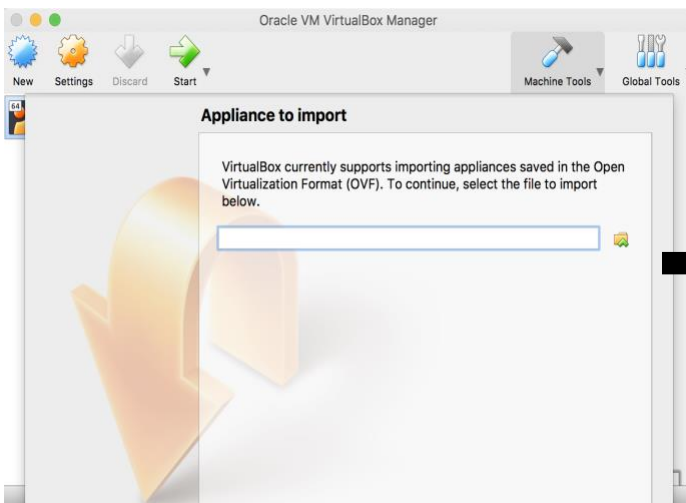 Oracle VM VirtualBox Manager
New Settings Discard Start Machine Tools Global Tools
64
Appliance to import
VirtualBox currently supports importing appliances saved in the Open
Virtualization Format (OVF). To continue, select the file to import
below.